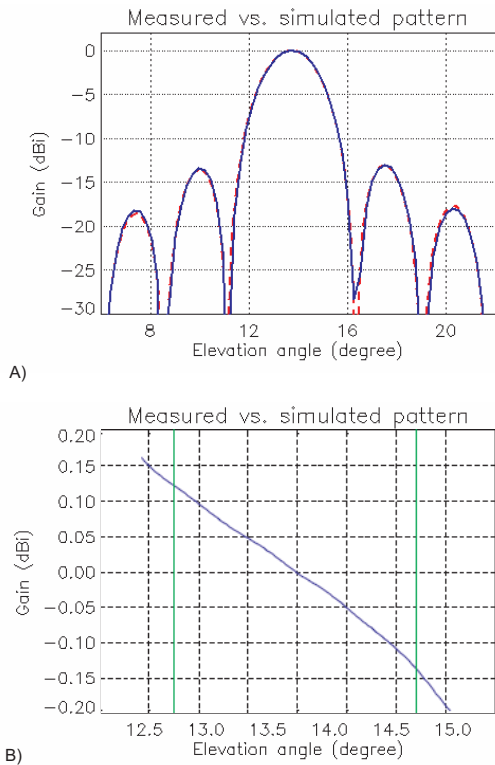 Measured vs. simulated pattern
0
−5
−10
−15
−20
−25
−30
Gain (dBi)
8 12 16 20
Elevation angle (degree)
A)
Measured vs. simulated pattern
0.20
0.15
0.10
0.05
0.00
−0.05
−0.10
−0.15
−0.20
Gain (dBi)
12.5 13.0 13.5 14.0 14.5 15.0
Elevation angle (degree)
B)